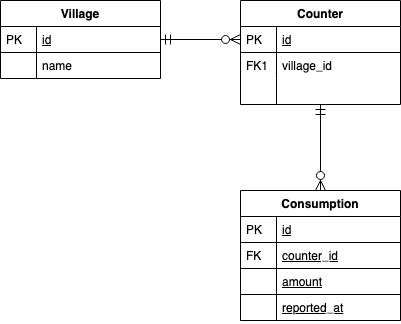 Village
PK id
name
Counter
PK id
FK1 village_id
Consumption
PK id
FK counter_id
amount
reported_at